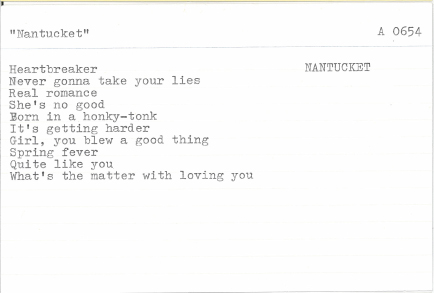 "Nantucket" A 0654
Heartbreaker NANTUCKET
Never gonna take your lies
Real romance
She's no good
Born in a honky-tonk
It's getting harder
Girl, you blew a good thing
Spring fever
Quite like you
What's the matter with loving you